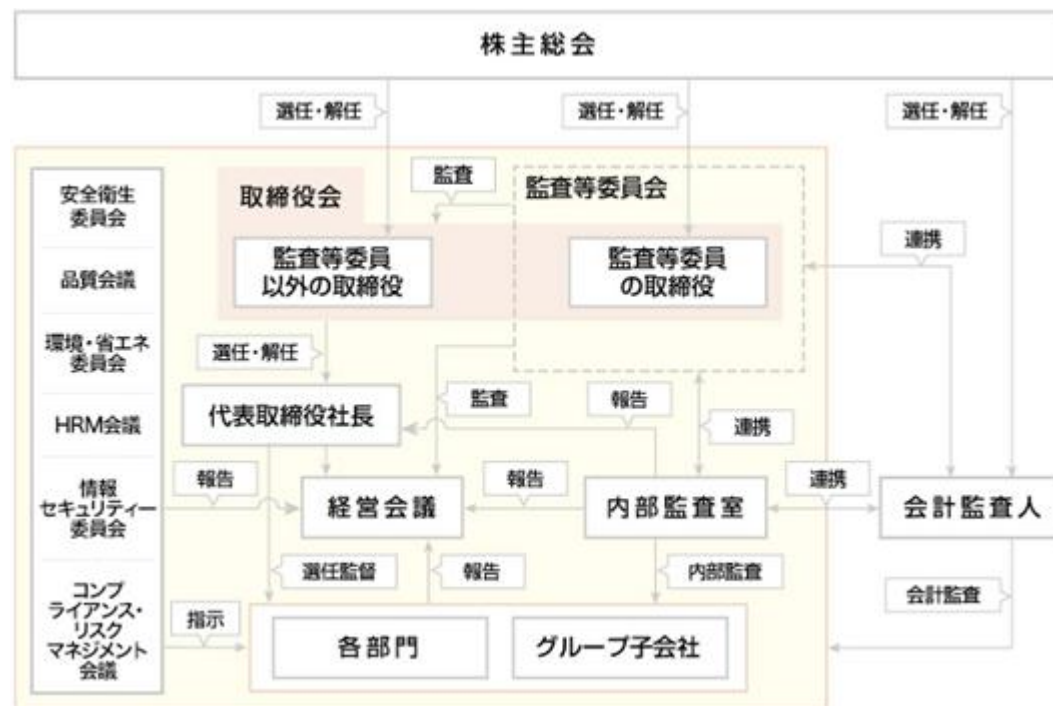 株主総会
選任・解任
選任・解任
選任・解任
安全衛生
委員会
品質会議
環境・省エネ
委員会
HRM会議
情報
セキュリティー
委員会
コンプ
ライアンス・
リスク
マネジメント
会議
取締役会
監査
監査等委員会
監査等委員
以外の取締役
監査等委員
の取締役
連携
選任・解任
代表取締役社長
監査
報告
連携
報告
経営会議
報告
内部監査室
連携
会計監査人
選任監督
報告
内部監査
会計監査
指示
各部門
グループ子会社